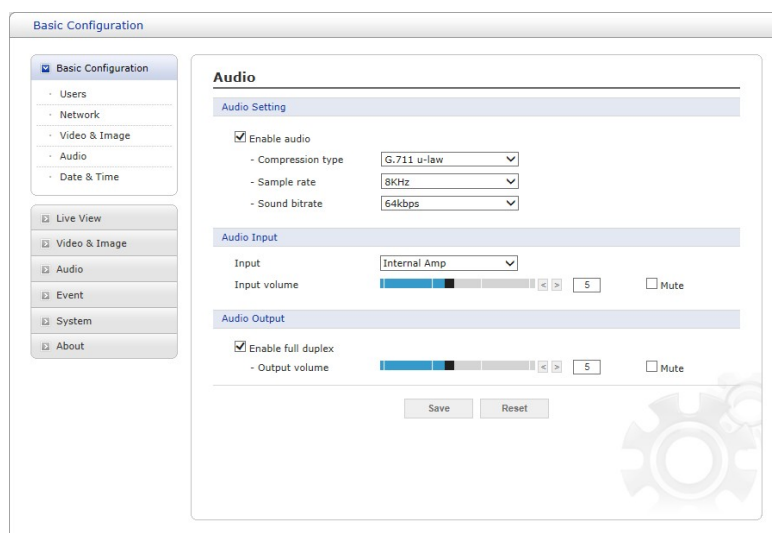 Basic Configuration
Basic Configuration
· Users
· Network
· Video & Image
· Audio
· Date & Time
Live View
Video & Image
Audio
Event
System
About
Audio
Audio Setting
Enable audio
- Compression type G.711 u-law
- Sample rate 8KHz
- Sound bitrate 64kbps
Audio Input
Input Internal Amp
Input volume < > 5 Mute
Audio Output
Enable full duplex
- Output volume < > 5 Mute
Save Reset